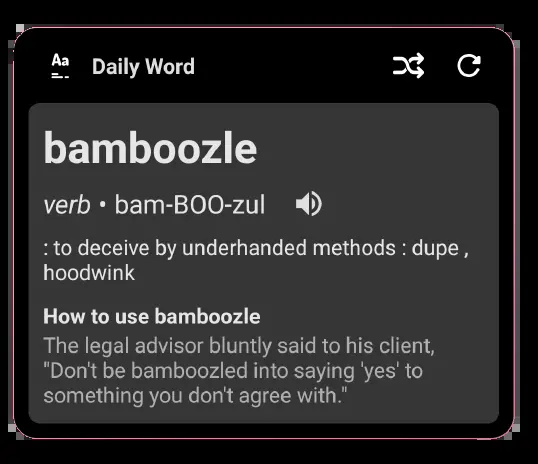 Aa
Daily Word
bamboozle
verb • bam-BOO-zul
: to deceive by underhanded methods : dupe ,
hoodwink
How to use bamboozle
The legal advisor bluntly said to his client,
"Don't be bamboozled into saying 'yes' to
something you don't agree with."